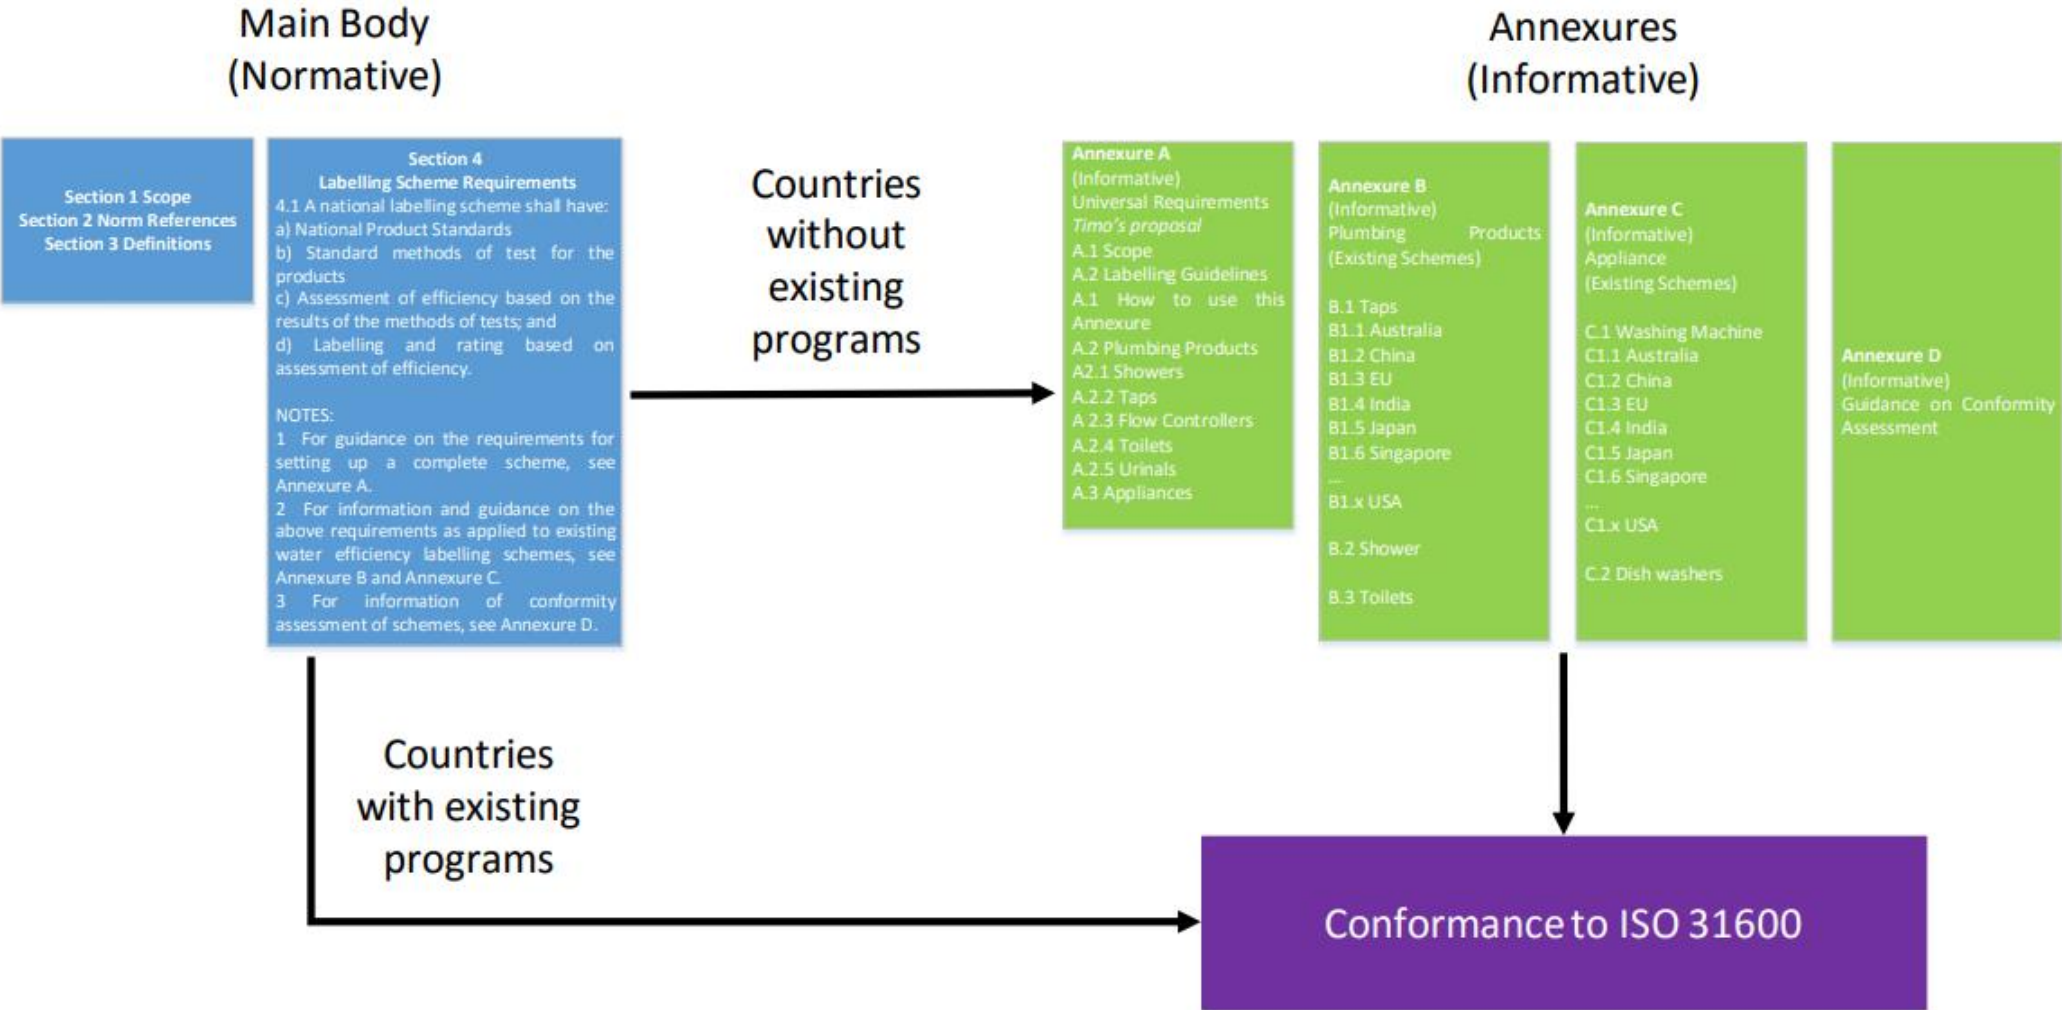 Main Body
(Normative)
Annexures
(Informative)
Section 1 Scope
Section 2 Norm References
Section 3 Definitions
Section 4
Labelling Scheme Requirements
4.1 A national labelling scheme shall have:
a) National Product Standards
b) Standard methods of test for the
products
c) Assessment of efficiency based on the
results of the methods of tests; and
d) Labelling and rating based on
assessment of efficiency.
NOTES:
1 For guidance on the requirements for
setting up a complete scheme, see
Annexure A.
2 For information and guidance on the
above requirements as applied to existing
water efficiency labelling schemes, see
Annexure B and Annexure C.
3 For information of conformity
assessment of schemes, see Annexure D.
Countries
without
existing
programs
Annexure A
(Informative)
Universal Requirements
Timo's proposal
A.1 Scope
A.2 Labelling Guidelines
A.1 How to use this
Annexure
A.2 Plumbing Products
A2.1 Showers
A.2.2 Taps
A 2.3 Flow Controllers
A.2.4 Toilets
A.2.5 Urinals
A.3 Appliances
Annexure B
(Informative)
Plumbing Products
(Existing Schemes)
B.1 Taps
B1.1 Australia
B1.2 China
B1.3 EU
B1.4 India
B1.5 Japan
B1.6 Singapore
...
B1.x USA
B.2 Shower
B.3 Toilets
Annexure C
(Informative)
Appliance
(Existing Schemes)
C.1 Washing Machine
C1.1 Australia
C1.2 China
C1.3 EU
C1.4 India
C1.5 Japan
C1.6 Singapore
...
C1.x USA
C.2 Dish washers
Annexure D
(Informative)
Guidance on Conformity
Assessment
Countries
with existing
programs
Conformance to ISO 31600